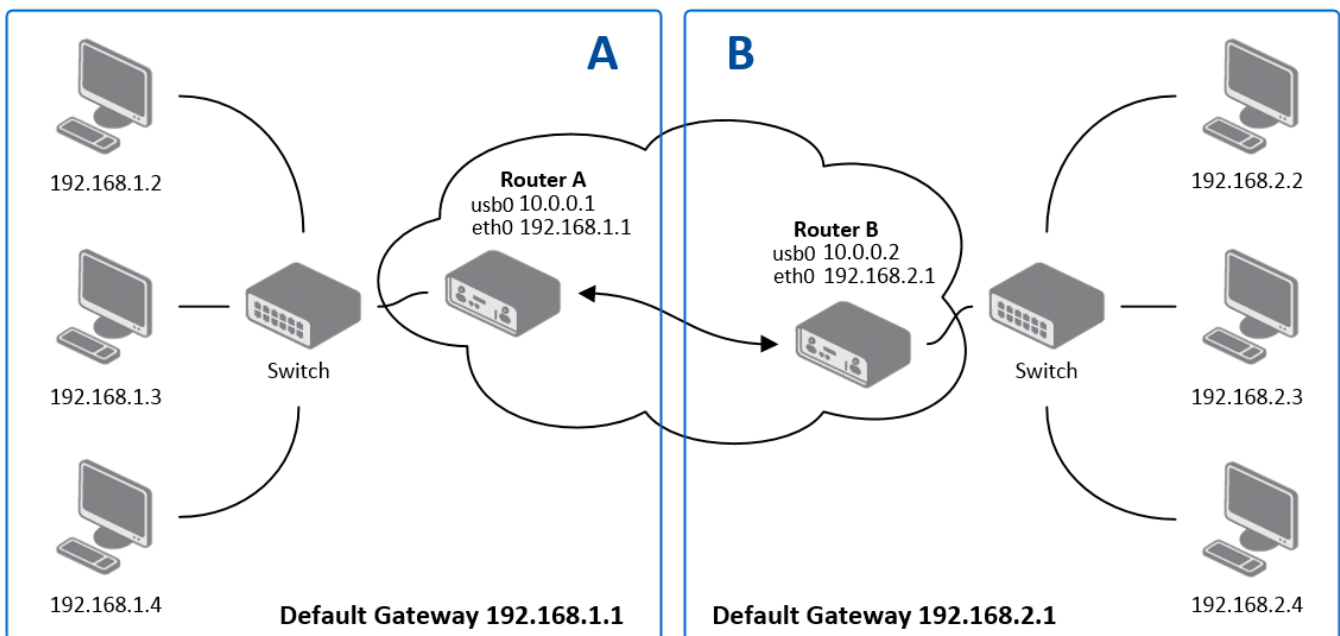 A
B
192.168.1.2
Router A
usb0 10.0.0.1
eth0 192.168.1.1
192.168.2.2
Router B
usb0 10.0.0.2
eth0 192.168.2.1
Switch
Switch
192.168.1.3
192.168.2.3
192.168.1.4
Default Gateway 192.168.1.1
Default Gateway 192.168.2.1
192.168.2.4